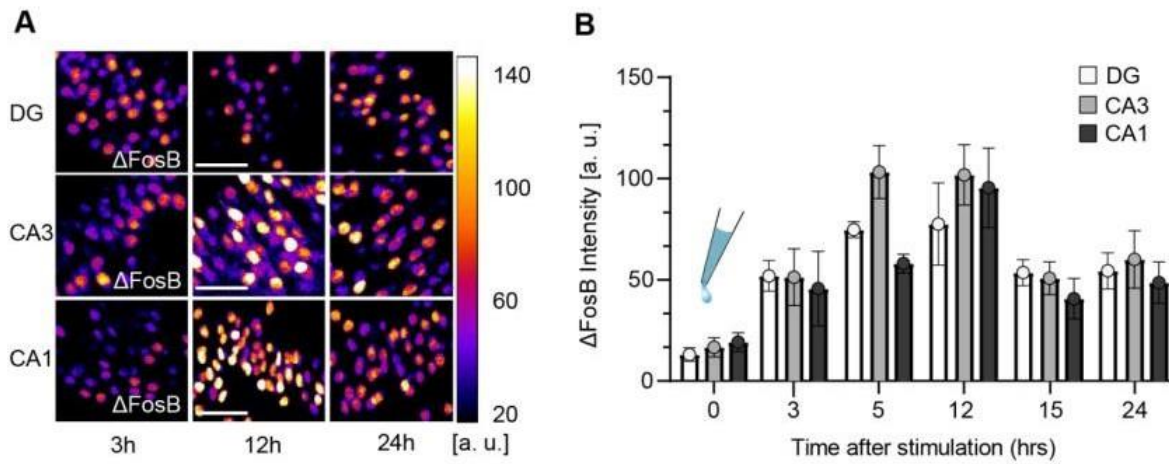 A
DG
ΔFosB
CA3
ΔFosB
CA1
ΔFosB
3h
12h
24h
[a. u.]
140
100
60
20
B
ΔFosB Intensity [a. u.]
150
100
50
0
DG
CA3
CA1
0
3
5
12
15
24
Time after stimulation (hrs)